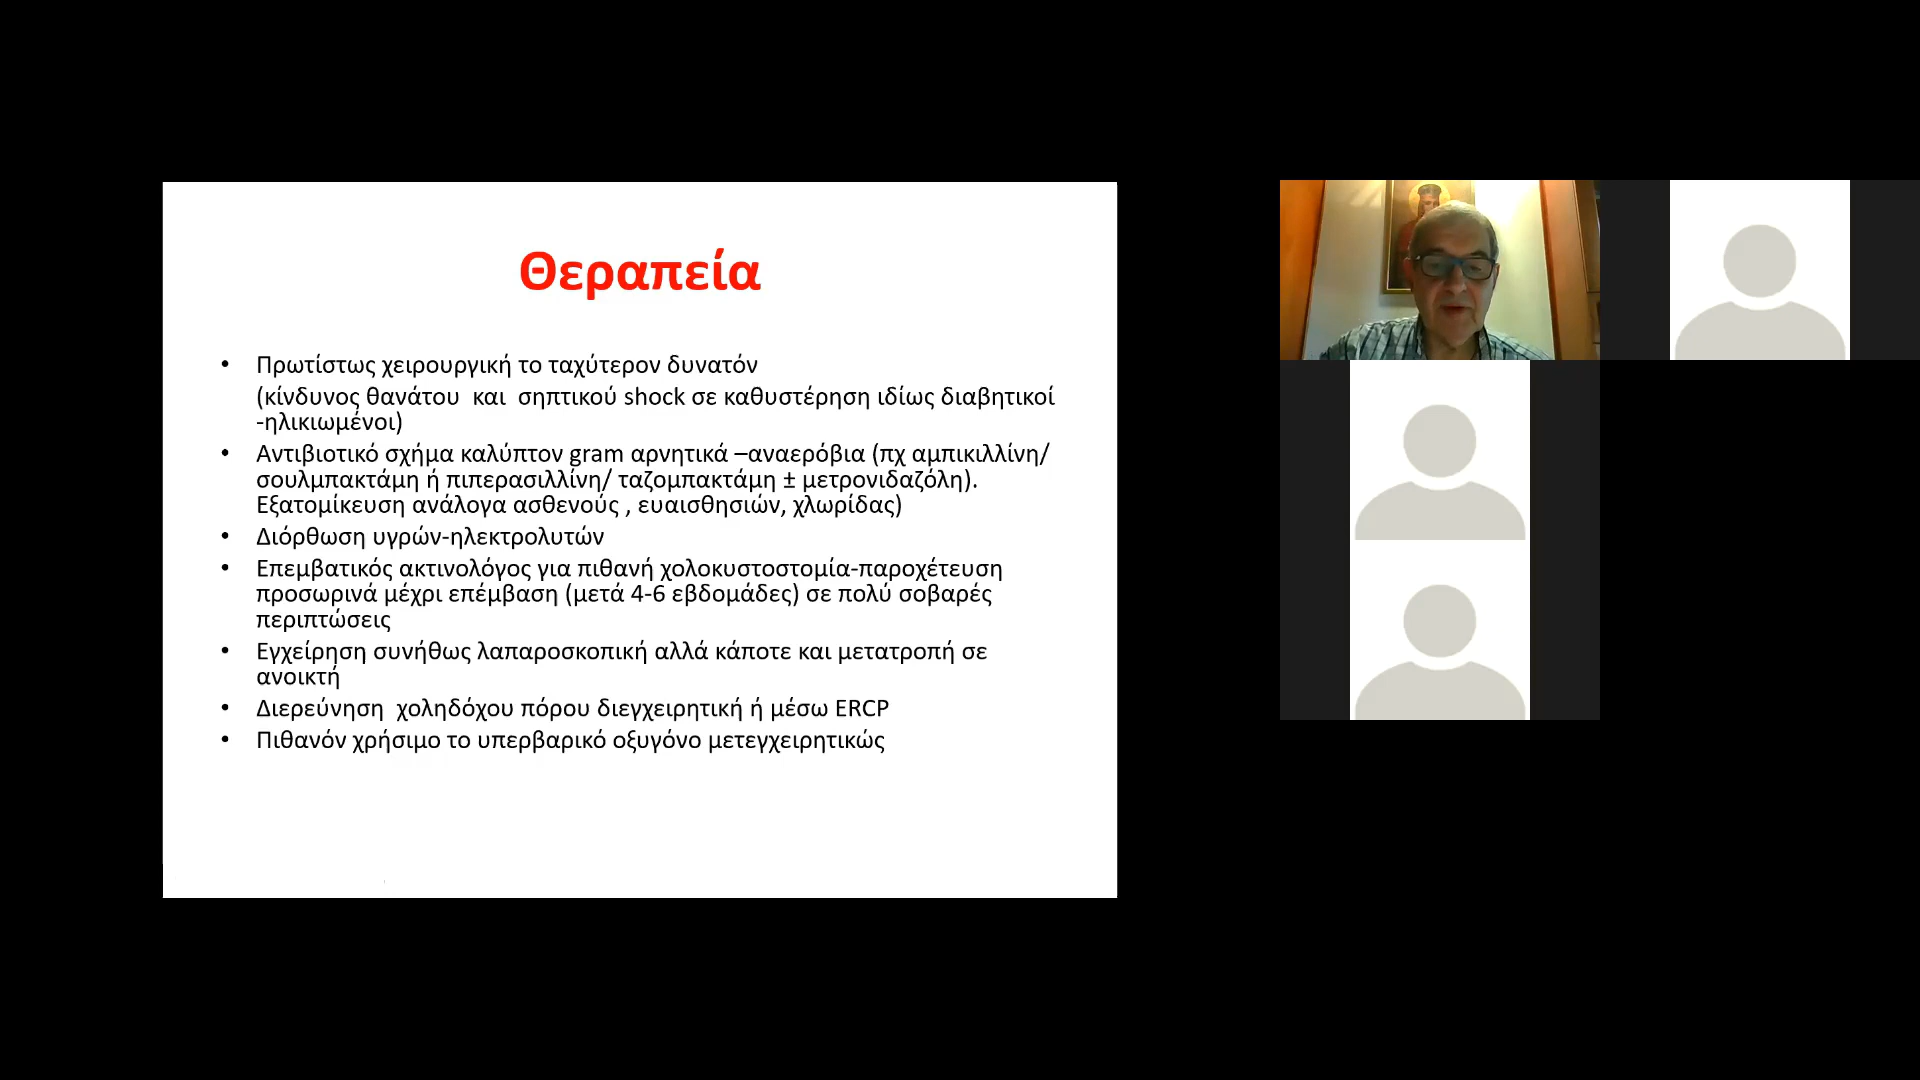 Θεραπεία
• Πρωτίστως χειρουργική το ταχύτερον δυνατόν
(κίνδυνος θανάτου και σηπτικού shock σε καθυστέρηση ιδίως διαβητικοί
-ηλικιωμένοι)
• Αντιβιοτικό σχήμα καλύπτον gram αρνητικά –αναερόβια (πχ αμπικιλλίνη/
σουλμπακτάμη ή πιπερασιλλίνη/ ταζομπακτάμη ± μετρονιδαζόλη).
Εξατομίκευση ανάλογα ασθενούς , ευαισθησιών, χλωρίδας)
• Διόρθωση υγρών-ηλεκτρολυτών
• Επεμβατικός ακτινολόγος για πιθανή χολοκυστοστομία-παροχέτευση
προσωρινά μέχρι επέμβαση (μετά 4-6 εβδομάδες) σε πολύ σοβαρές
περιπτώσεις
• Εγχείρηση συνήθως λαπαροσκοπική αλλά κάποτε και μετατροπή σε
ανοικτή
• Διερεύνηση χοληδόχου πόρου διεγχειρητική ή μέσω ERCP
• Πιθανόν χρήσιμο το υπερβαρικό οξυγόνο μετεγχειρητικώς